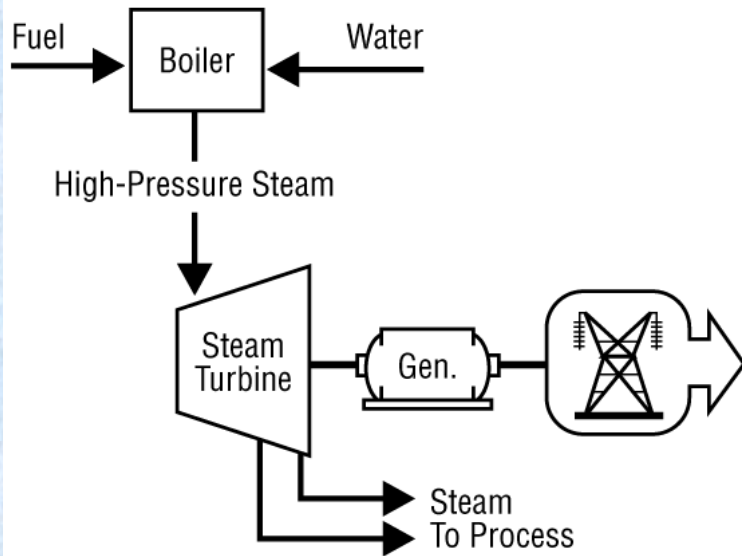 Fuel
Water
Boiler
High-Pressure Steam
Steam
Turbine
Gen.
Steam
To Process